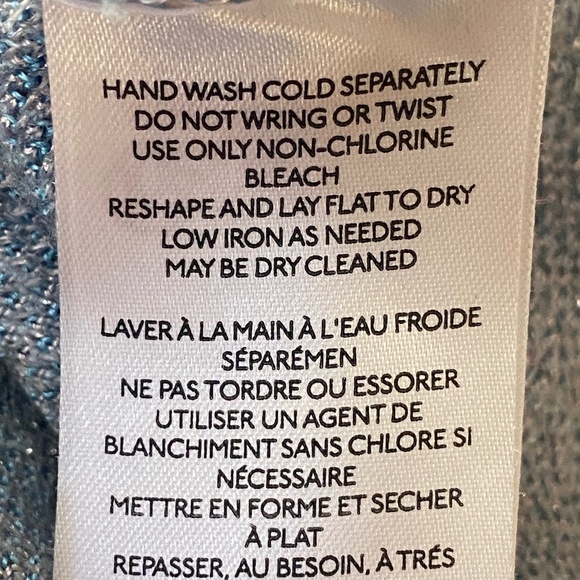 HAND WASH COLD SEPARATELY
DO NOT WRING OR TWIST
USE ONLY NON-CHLORINE
BLEACH
RESHAPE AND LAY FLAT TO DRY
LOW IRON AS NEEDED
MAY BE DRY CLEANED
LAVER À LA MAIN À L'EAU FROIDE
SÉPARÉMEN
NE PAS TORDRE OU ESSORER
UTILISER UN AGENT DE
BLANCHIMENT SANS CHLORE SI
NÉCESSAIRE
METTRE EN FORME ET SECHER
À PLAT
REPASSER, AU BESOIN, À TRÉS